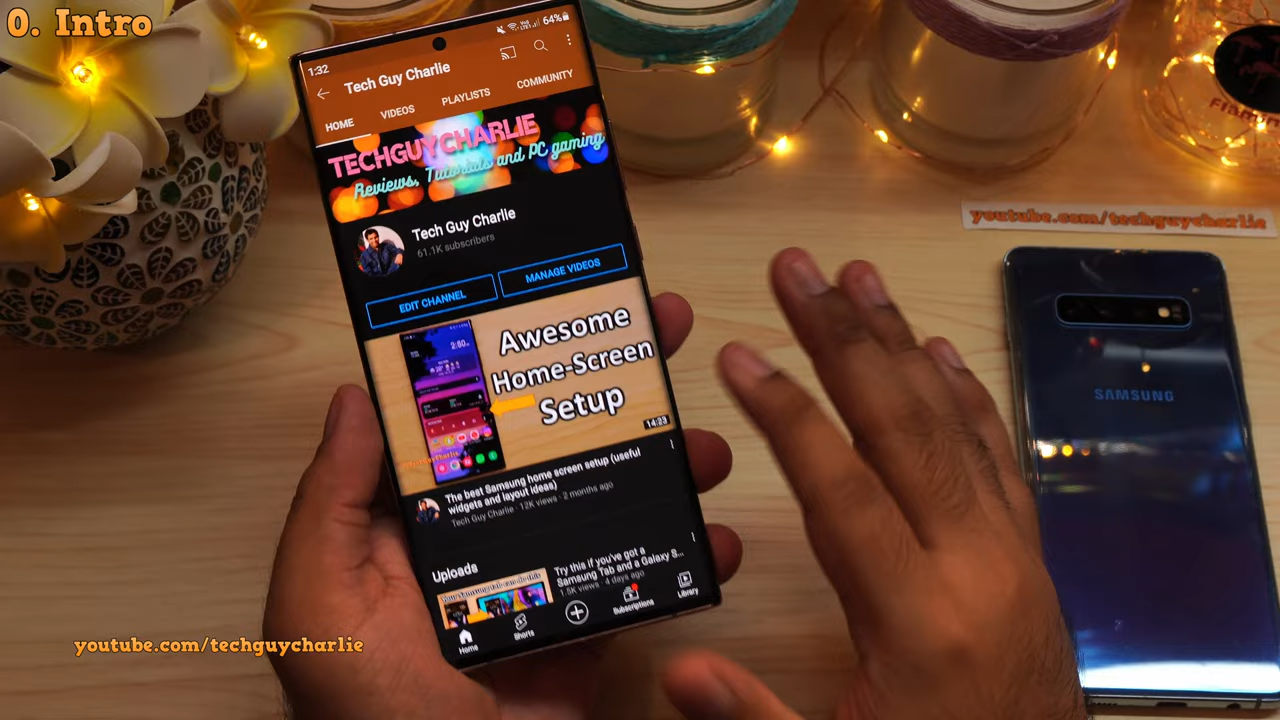 0. Intro
1:32
64%
Tech Guy Charlie
HOME
VIDEOS
PLAYLISTS
COMMUNITY
TECHGUYCHARLIE
Reviews, Tutorials and PC gaming
Tech Guy Charlie
61.1K subscribers
EDIT CHANNEL
MANAGE VIDEOS
Awesome
Home-Screen
Setup
14:23
The best Samsung home screen setup (useful
widgets and layout ideas)
Tech Guy Charlie · 12K views · 2 months ago
Uploads
Try this if you've got a
Samsung Tab and a Galaxy S...
1.5K views · 4 days ago
Home
Shorts
Subscriptions
Library
youtube.com/techguycharlie
SAMSUNG
youtube.com/techguycharlie